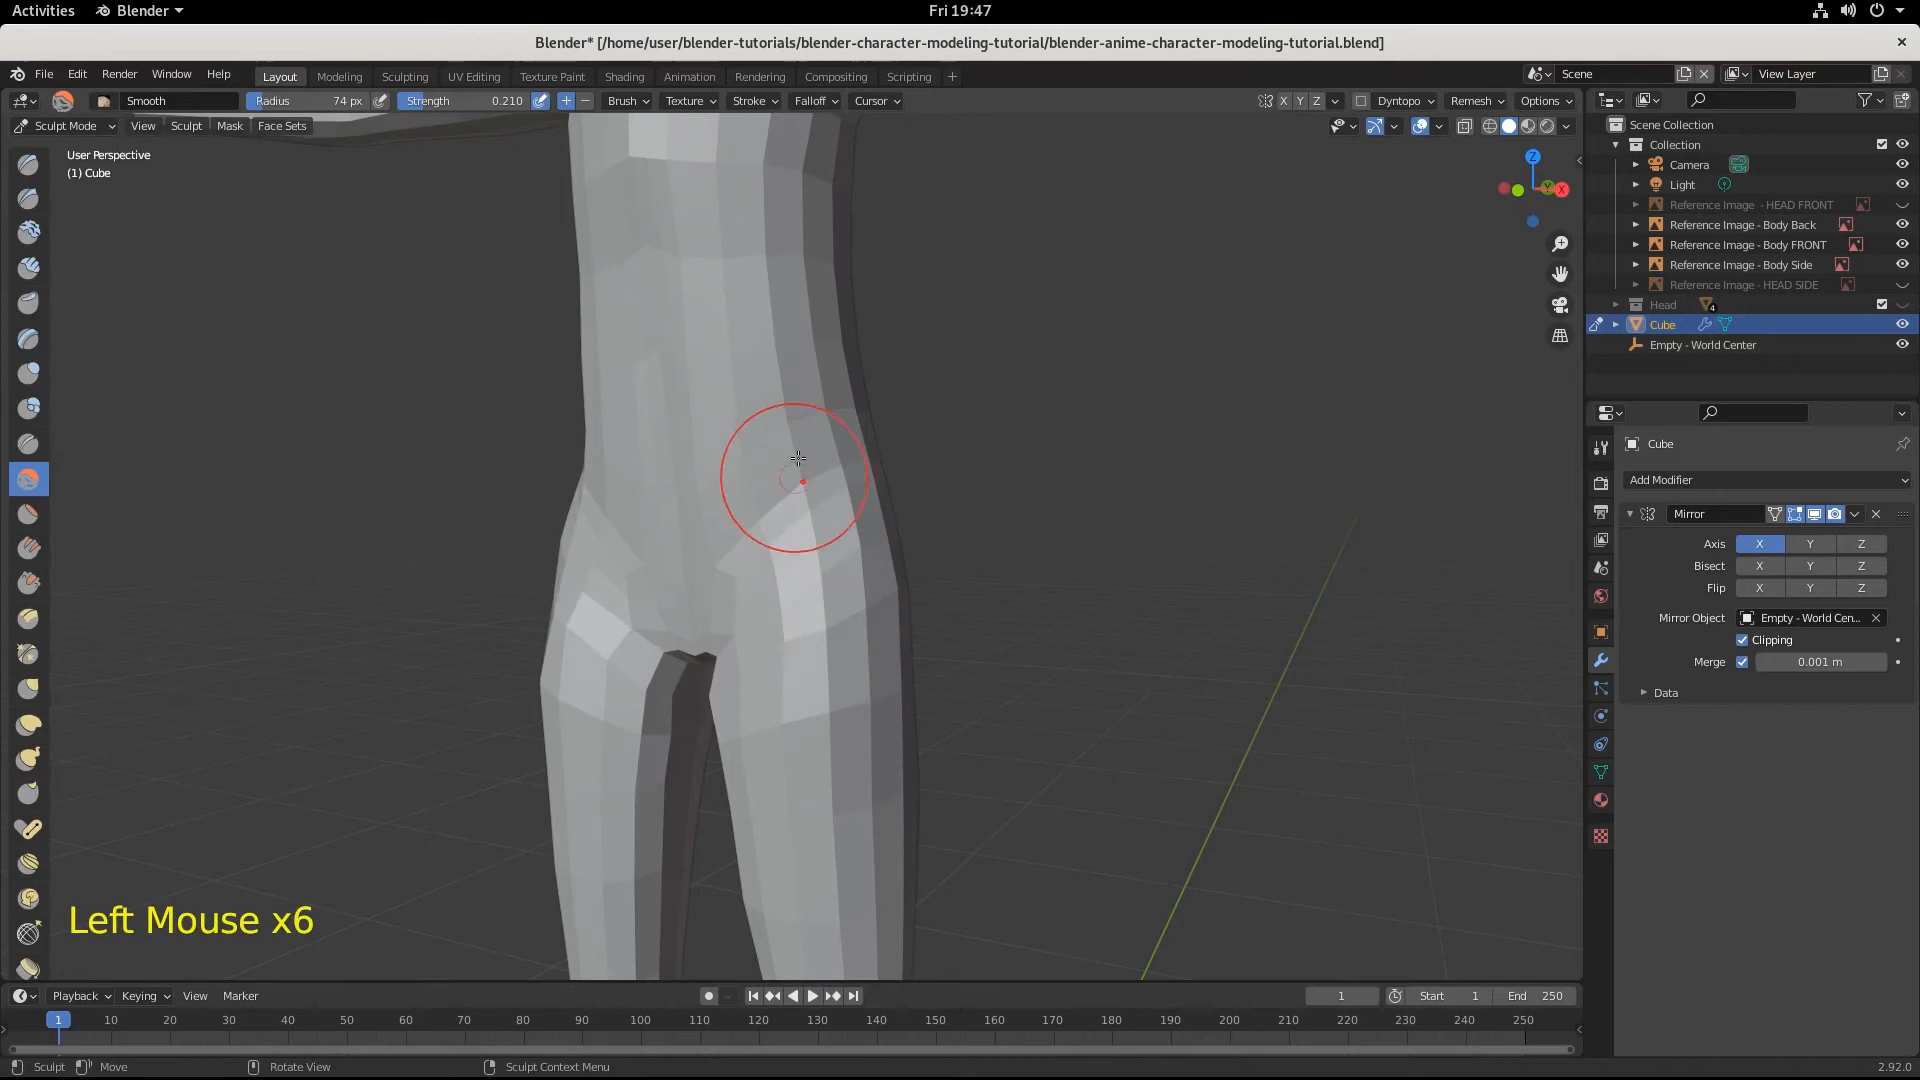 Activities Blender Fri 19:47
Blender* [/home/user/blender-tutorials/blender-character-modeling-tutorial/blender-anime-character-modeling-tutorial.blend]
File Edit Render Window Help Layout Modeling Sculpting UV Editing Texture Paint Shading Animation Rendering Compositing Scripting + Scene View Layer
Smooth Radius 74 px Strength 0.210 Brush Texture Stroke Falloff Cursor X Y Z Dyntopo Remesh Options
Sculpt Mode View Sculpt Mask Face Sets
Scene Collection
Collection
Camera
Light
Reference Image - HEAD FRONT
Reference Image - Body Back
Reference Image - Body FRONT
Reference Image - Body Side
Reference Image - HEAD SIDE
Head 4
Cube
Empty - World Center
User Perspective
(1) Cube
Z
Y X
Cube
Add Modifier
Mirror
Axis X Y Z
Bisect X Y Z
Flip X Y Z
Mirror Object Empty - World Cen...
Clipping
Merge 0.001 m
Data
Left Mouse x6
Playback Keying View Marker 1 Start 1 End 250
1 10 20 30 40 50 60 70 80 90 100 110 120 130 140 150 160 170 180 190 200 210 220 230 240 250
Sculpt Move Rotate View Sculpt Context Menu 2.92.0